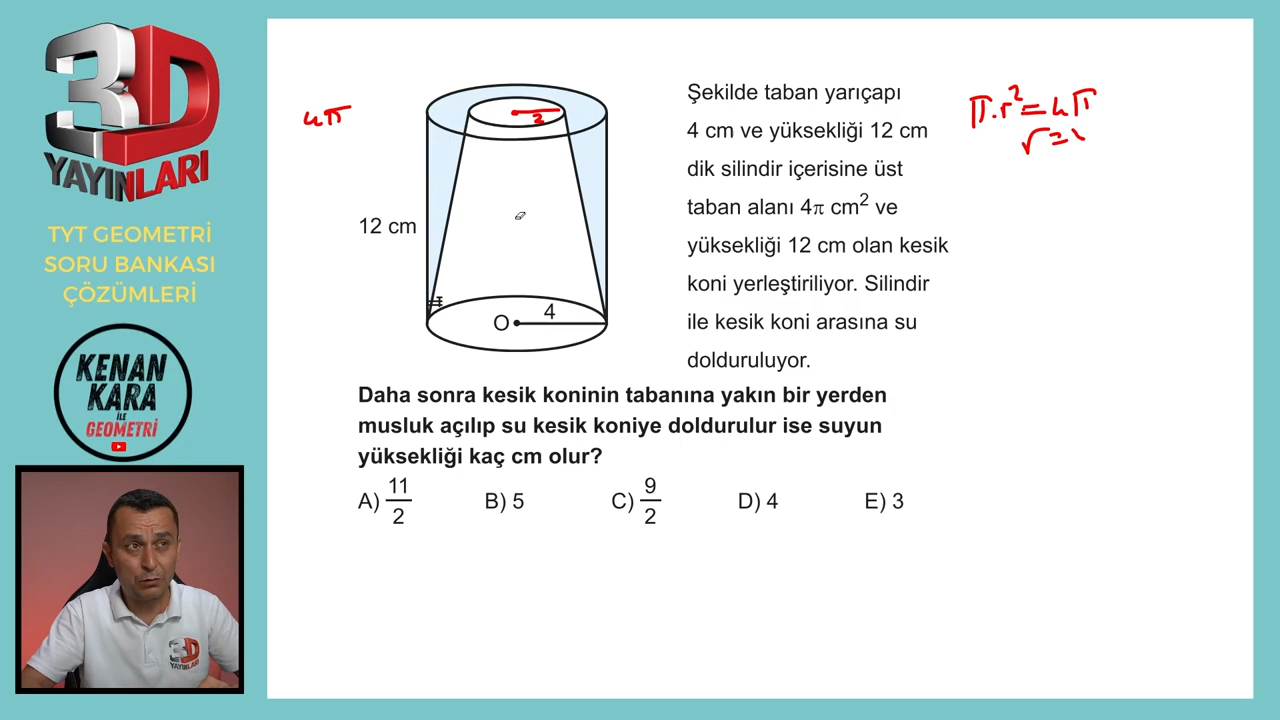 3D
YAYINLARI
TYT GEOMETRİ
SORU BANKASI
ÇÖZÜMLERİ
KENAN
KARA
İLE
GEOMETRİ
3D
YAYINLARI
4π
2
12 cm
O
4
Şekilde taban yarıçapı
4 cm ve yüksekliği 12 cm
dik silindir içerisine üst
taban alanı 4π cm² ve
yüksekliği 12 cm olan kesik
koni yerleştiriliyor. Silindir
ile kesik koni arasına su
dolduruluyor.
π.r² = 4π
Daha sonra kesik koninin tabanına yakın bir yerden
musluk açılıp su kesik koniye doldurulur ise suyun
yüksekliği kaç cm olur?
A) 11/2 B) 5 C) 9/2 D) 4 E) 3